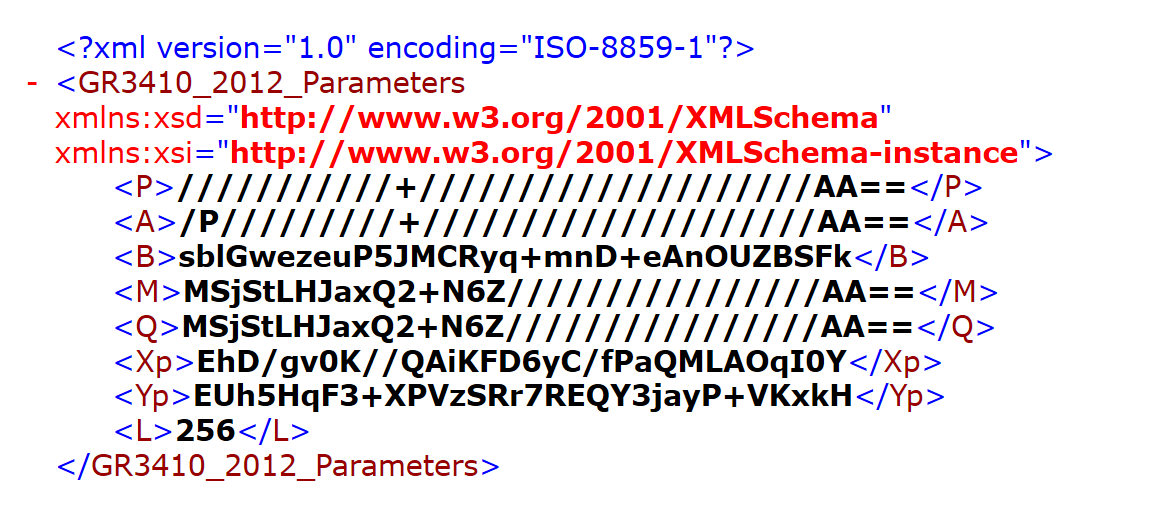 <?xml version="1.0" encoding="ISO-8859-1"?>
- <GR3410_2012_Parameters
xmlns:xsd="http://www.w3.org/2001/XMLSchema"
xmlns:xsi="http://www.w3.org/2001/XMLSchema-instance">
<P>///////////+////////////////////AA==</P>
<A>/P/////////+////////////////////AA==</A>
<B>sblGwezeuP5JMCRyq+mnD+eAnOUZBSFk</B>
<M>MSjStLHJaxQ2+N6Z////////////////AA==</M>
<Q>MSjStLHJaxQ2+N6Z////////////////AA==</Q>
<Xp>EhD/gv0K//QAiKFD6yC/fPaQMLAOqI0Y</Xp>
<Yp>EUh5HqF3+XPVzSRr7REQY3jayP+VKxkH</Yp>
<L>256</L>
</GR3410_2012_Parameters>